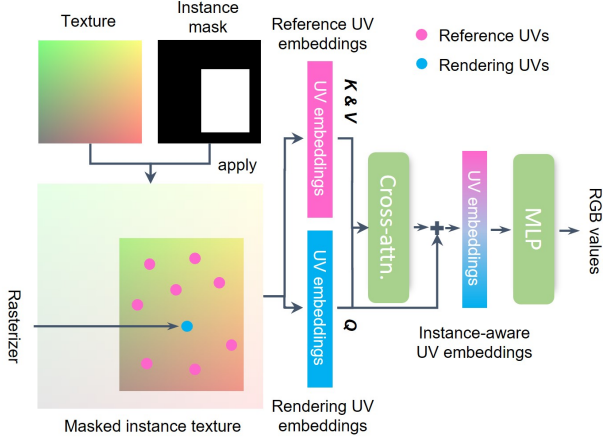 Texture
Instance
mask
Reference UV
embeddings
Reference UVs
Rendering UVs
apply
UV embeddings
K & V
UV embeddings
Q
Cross-attn.
+
UV embeddings
MLP
RGB values
Rasterizer
Instance-aware
UV embeddings
Masked instance texture
Rendering UV
embeddings